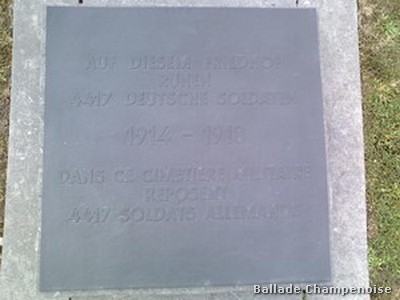 AUF DIESEM FRIEDHOF
RUHEN
4417 DEUTSCHE SOLDATEN
1914 - 1918
DANS CE CIMETIERE MILITAIRE
REPOSENT
4417 SOLDATS ALLEMANDS
Ballade Champenoise